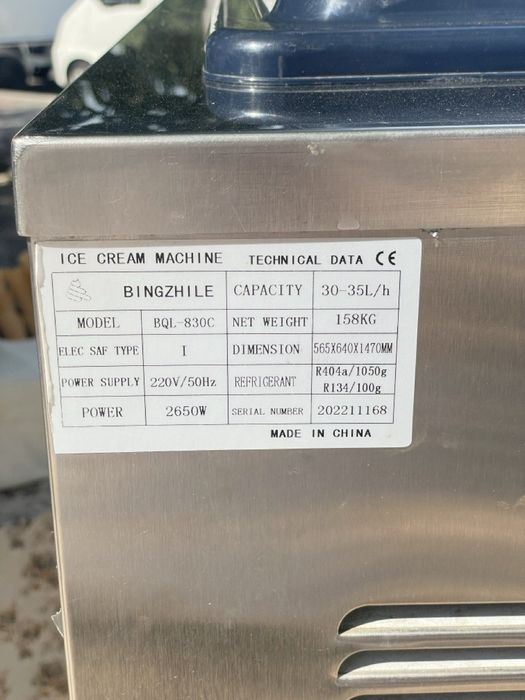 ICE CREAM MACHINE TECHNICAL DATA CE
BINGZHILE CAPACITY 30-35L/h
MODEL BQL-830C NET WEIGHT 158KG
ELEC SAF TYPE I DIMENSION 565X640X1470MM
POWER SUPPLY 220V/50Hz REFRIGERANT R404a/1050g
R134/100g
POWER 2650W SERIAL NUMBER 202211168
MADE IN CHINA